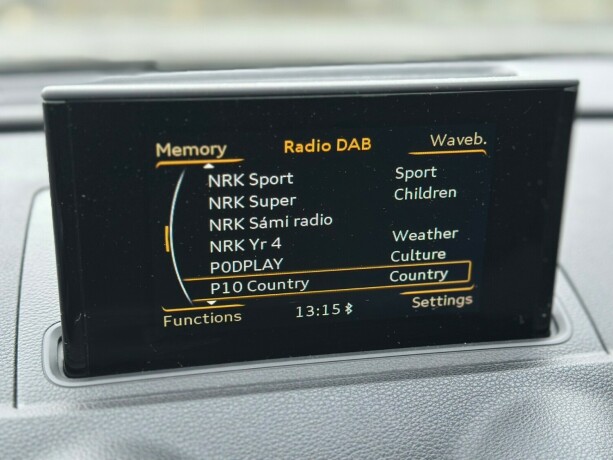 Memory Radio DAB Waveb.
NRK Sport Sport
NRK Super Children
NRK Sámi radio
NRK Yr 4 Weather
P0DPLAY Culture
P10 Country Country
Functions 13:15 Settings